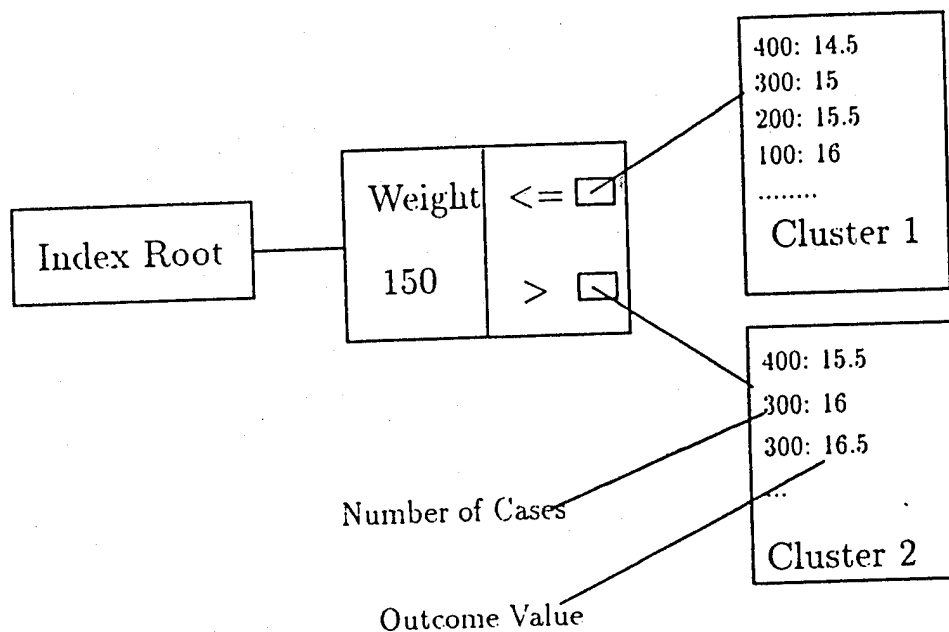 Index Root
Weight
150
<=
>
400: 14.5
300: 15
200: 15.5
100: 16
........
Cluster 1
400: 15.5
300: 16
300: 16.5
...
Cluster 2
Number of Cases
Outcome Value